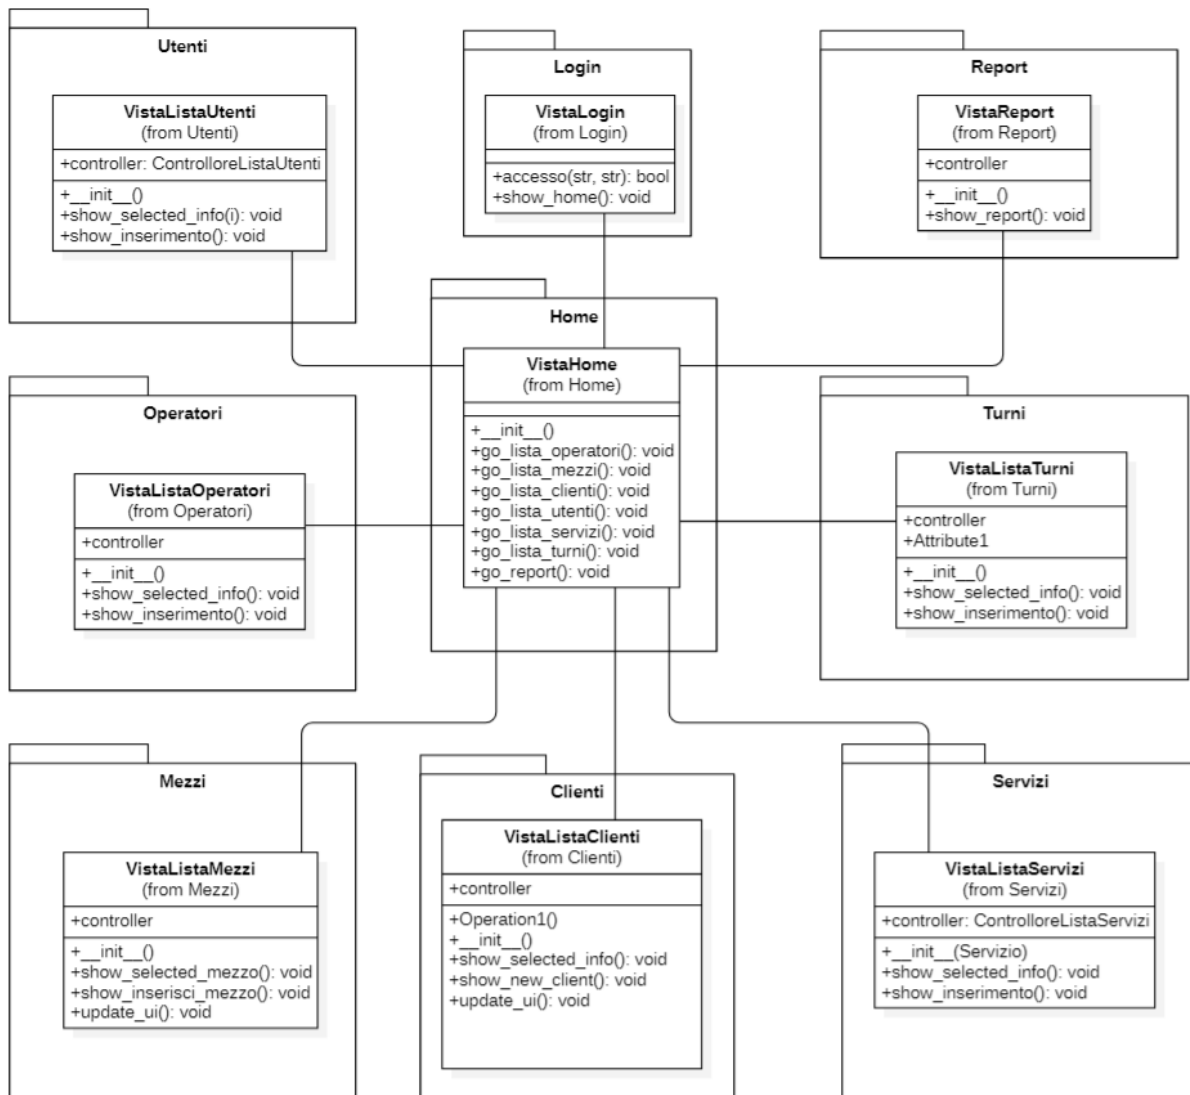 Utenti
VistaListaUtenti
(from Utenti)
+controller: ControlloreListaUtenti
+__init__()
+show_selected_info(i): void
+show_inserimento(): void
Login
VistaLogin
(from Login)
+accesso(str, str): bool
+show_home(): void
Report
VistaReport
(from Report)
+controller
+__init__()
+show_report(): void
Home
VistaHome
(from Home)
+__init__()
+go_lista_operatori(): void
+go_lista_mezzi(): void
+go_lista_clienti(): void
+go_lista_utenti(): void
+go_lista_servizi(): void
+go_lista_turni(): void
+go_report(): void
Operatori
VistaListaOperatori
(from Operatori)
+controller
+__init__()
+show_selected_info(): void
+show_inserimento(): void
Turni
VistaListaTurni
(from Turni)
+controller
+Attribute1
+__init__()
+show_selected_info(): void
+show_inserimento(): void
Mezzi
VistaListaMezzi
(from Mezzi)
+controller
+__init__()
+show_selected_mezzo(): void
+show_inserisci_mezzo(): void
+update_ui(): void
Clienti
VistaListaClienti
(from Clienti)
+controller
+Operation1()
+__init__()
+show_selected_info(): void
+show_new_client(): void
+update_ui(): void
Servizi
VistaListaServizi
(from Servizi)
+controller: ControlloreListaServizi
+__init__(Servizio)
+show_selected_info(): void
+show_inserimento(): void